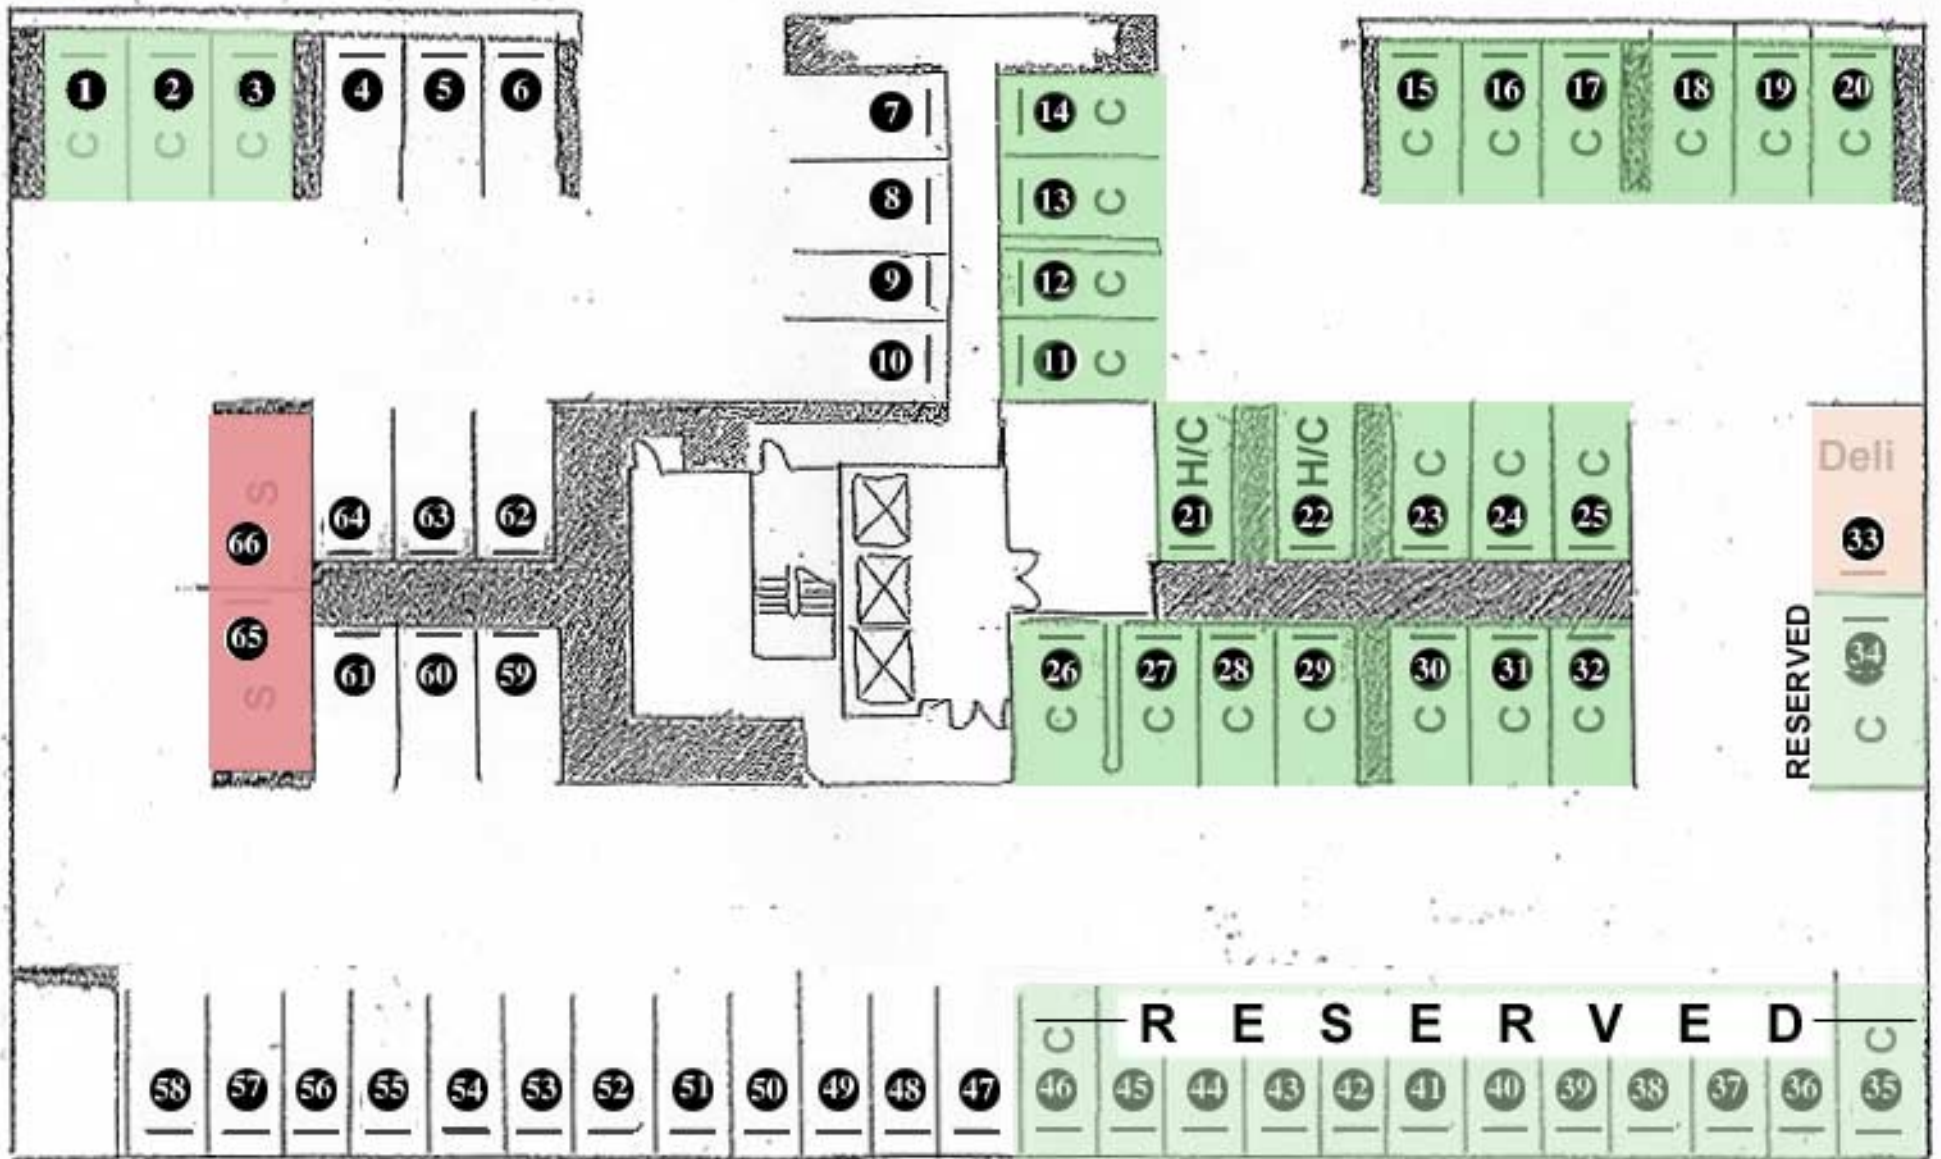 1 2 3 4 5 6
C C C
7 14 C
8 13 C
9 12 C
10 11 C
15 16 17 18 19 20
C C C C C C
H/C H/C C C C
21 22 23 24 25
Deli
33
RESERVED
34
C
S
66
65
S
64 63 62
61 60 59
26 27 28 29 30 31 32
C C C C C C C
C RESERVED C
58 57 56 55 54 53 52 51 50 49 48 47 46 45 44 43 42 41 40 39 38 37 36 35